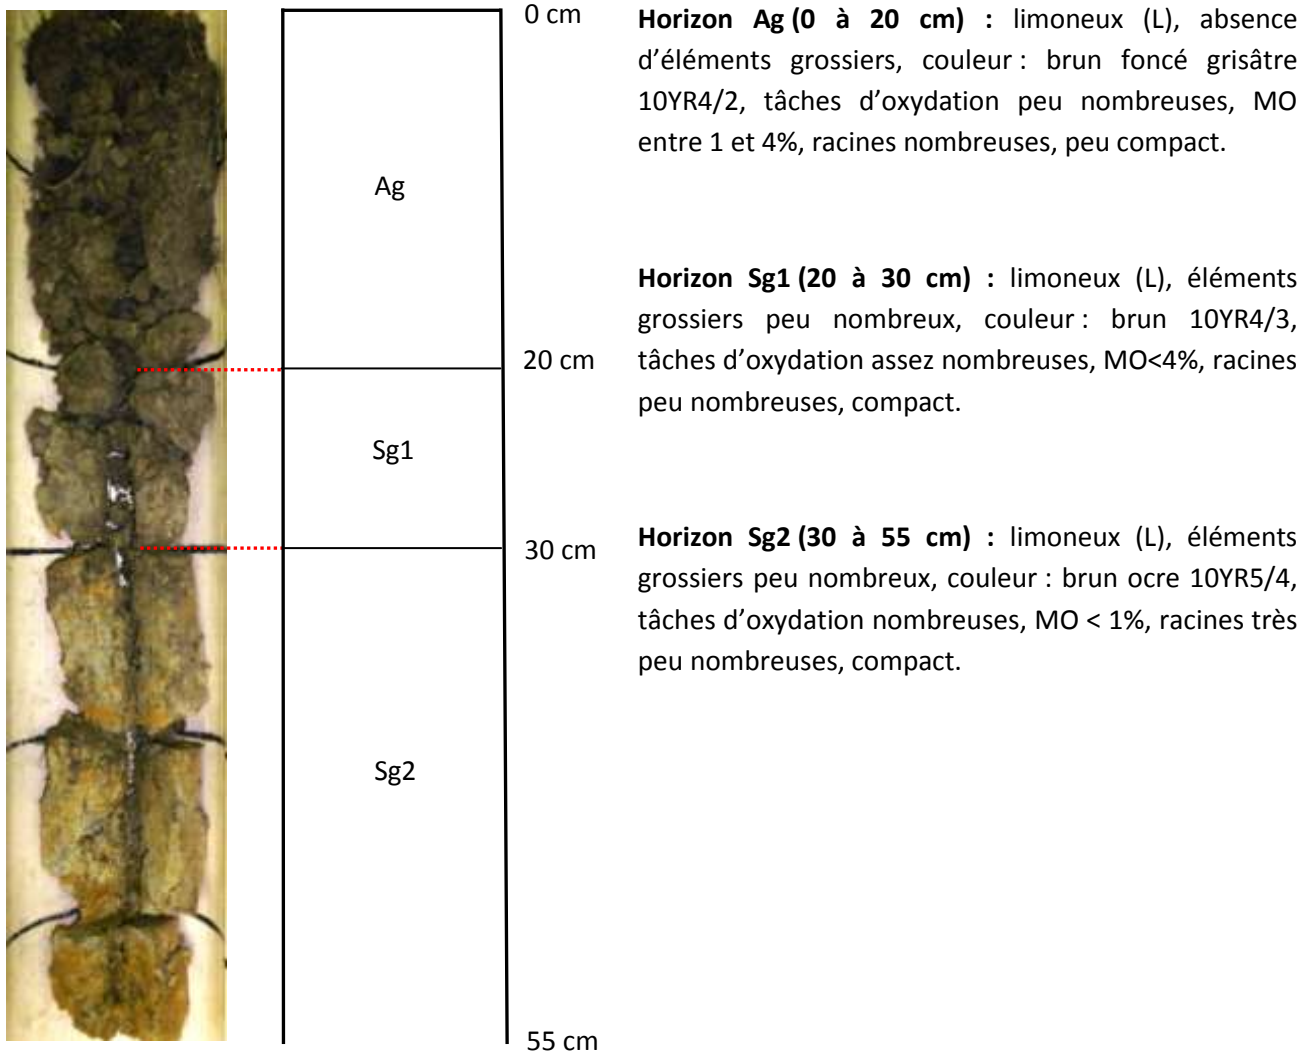 0 cm
Ag
20 cm
Sg1
30 cm
Sg2
55 cm
Horizon Ag (0 à 20 cm) : limoneux (L), absence
d’éléments grossiers, couleur : brun foncé grisâtre
10YR4/2, tâches d’oxydation peu nombreuses, MO
entre 1 et 4%, racines nombreuses, peu compact.
Horizon Sg1 (20 à 30 cm) : limoneux (L), éléments
grossiers peu nombreux, couleur : brun 10YR4/3,
tâches d’oxydation assez nombreuses, MO<4%, racines
peu nombreuses, compact.
Horizon Sg2 (30 à 55 cm) : limoneux (L), éléments
grossiers peu nombreux, couleur : brun ocre 10YR5/4,
tâches d’oxydation nombreuses, MO < 1%, racines très
peu nombreuses, compact.